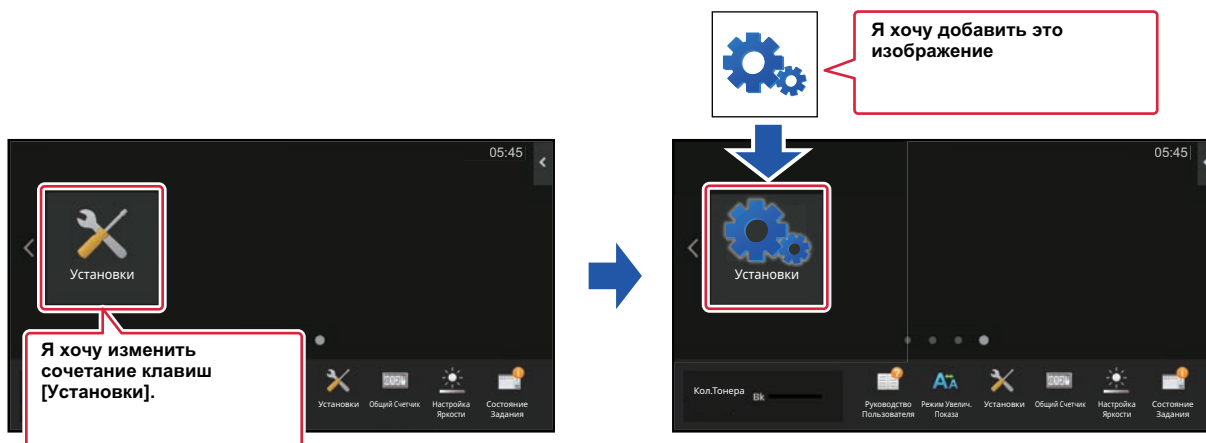 Я хочу добавить это
изображение
05:45
Установки
Я хочу изменить
сочетание клавиш
[Установки].
Установки
Общий Счетчик
Настройка
Яркости
Состояние
Задания
05:45
Установки
Кол.Тонера
Bk
Руководство
Пользователя
Режим Увелич.
Показа
Установки
Общий Счетчик
Настройка
Яркости
Состояние
Задания